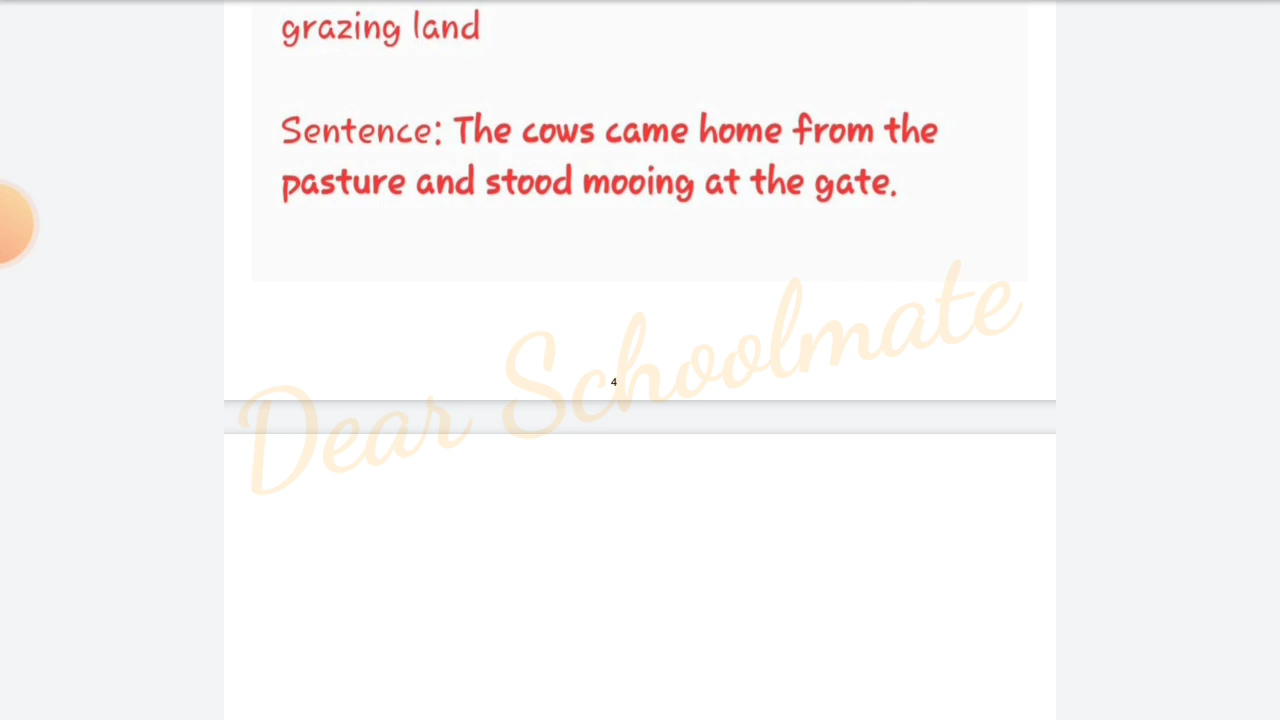 grazing land
Sentence: The cows came home from the
pasture and stood mooing at the gate.
Dear Schoolmate
4